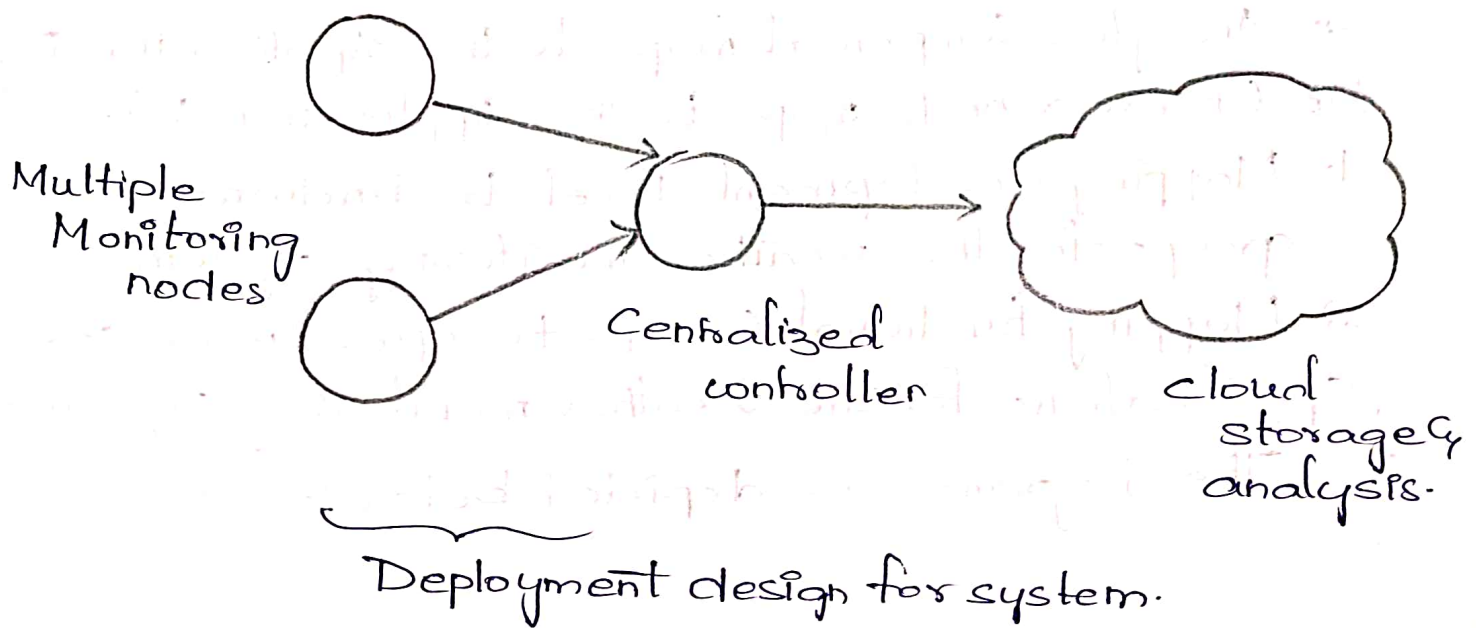 Multiple
Monitoring
nodes
Centralized
controller
cloud
storage &
analysis.
Deployment design for system.